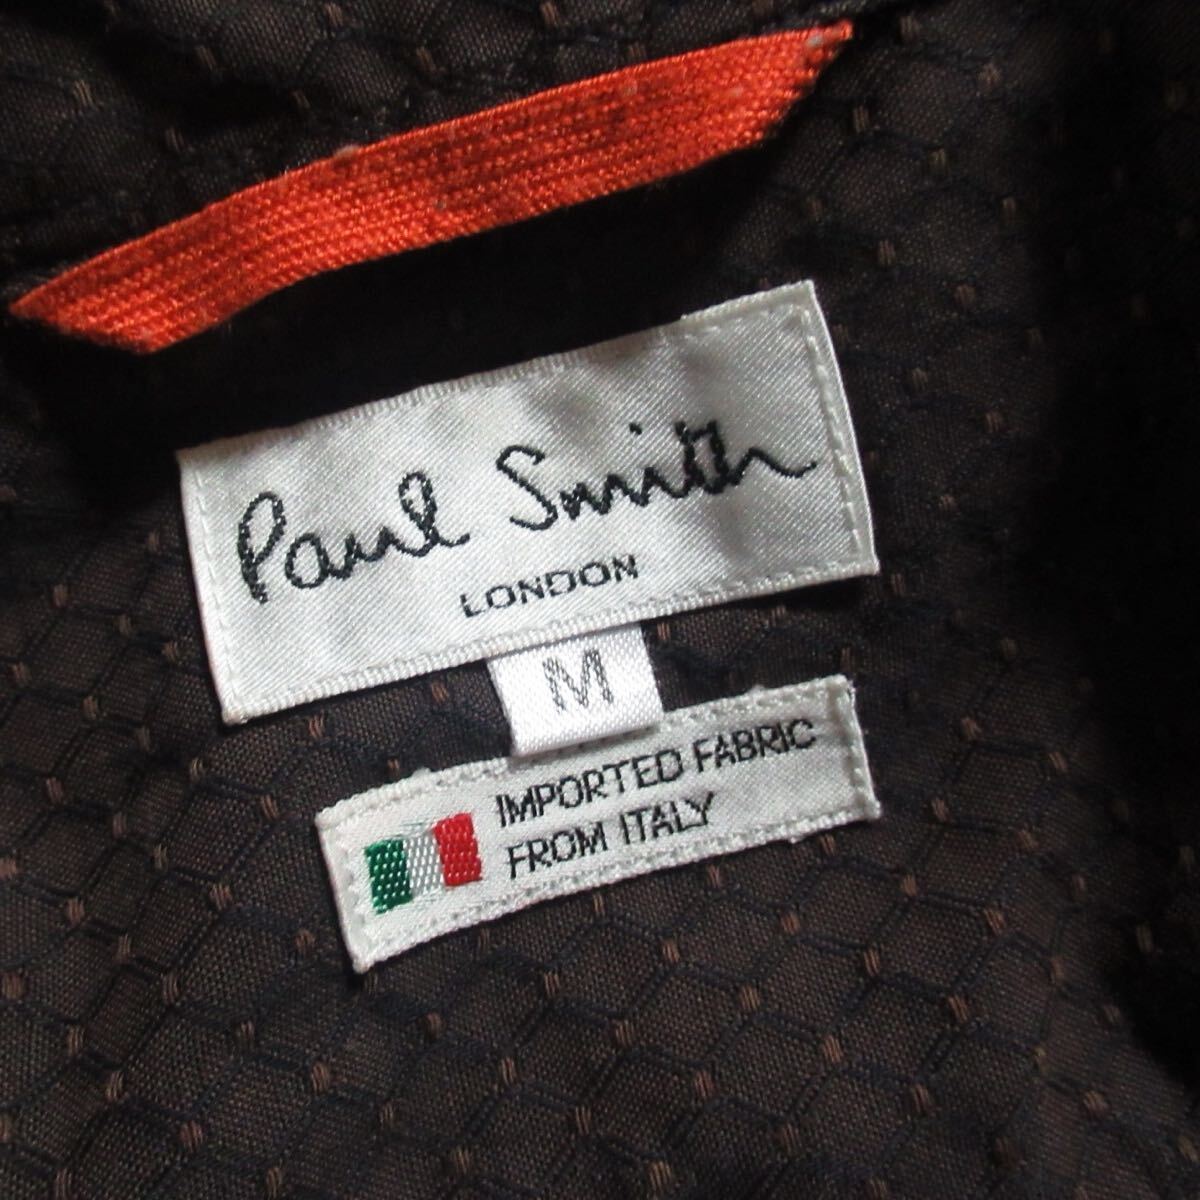 Paul Smith
LONDON
M
IMPORTED FABRIC
FROM ITALY